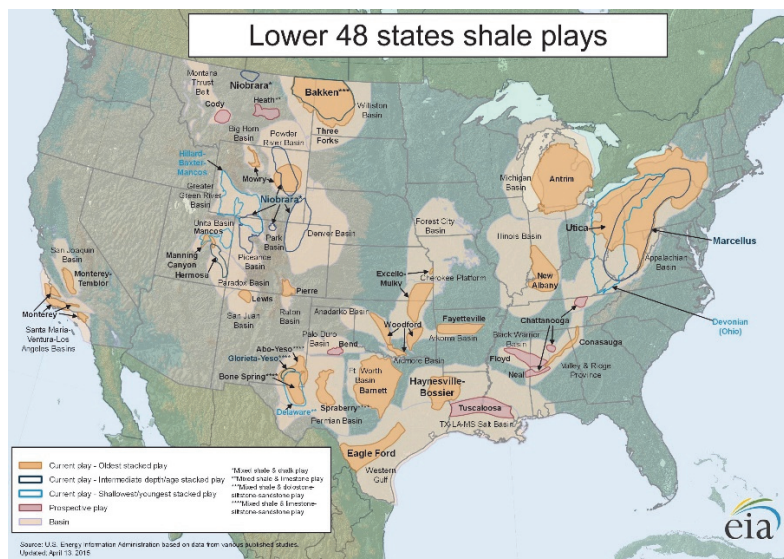 Lower 48 states shale plays
Montana
Thrust
Belt
Niobrara*
Cody
Heath**
Bakken***
Williston
Basin
Big Horn
Basin
Powder
River Basin
Three
Forks
Hilliard-
Baxter-
Mancos
Mowry
Greater
Green River
Basin
Niobrara*
Uinta Basin
Mancos
Park
Basin
Denver Basin
Manning
Canyon
Hermosa
Piceance
Basin
Paradox Basin
San Joaquin
Basin
Monterey-
Temblor
Monterey
Santa Maria-
Ventura-Los
Angeles Basins
Lewis
San Juan
Basin
Pierre
Raton
Basin
Forest City
Basin
Excello-
Mulky
Cherokee Platform
Anadarko Basin
Woodford
Fayetteville
Arkoma Basin
Ardmore Basin
Palo Duro
Basin
Bend
Abo-Yeso****
Glorieta-Yeso****
Bone Spring****
Delaware**
Ft Worth
Basin
Barnett
Spraberry****
Permian Basin
Haynesville-
Bossier
Tuscaloosa
TX-LA-MS Salt Basin
Eagle Ford
Western
Gulf
Michigan
Basin
Antrim
Illinois Basin
New
Albany
Utica
Marcellus
Appalachian
Basin
Devonian
(Ohio)
Chattanooga
Black Warrior
Basin
Conasauga
Floyd
Neal
Valley & Ridge
Province
Current play - Oldest stacked play
Current play - Intermediate depth/age stacked play
Current play - Shallowest/youngest stacked play
Prospective play
Basin
*Mixed shale & chalk play
**Mixed shale & limestone play
***Mixed shale & dolostone-
siltstone-sandstone play
****Mixed shale & limestone-
siltstone-sandstone play
Source: U.S. Energy Information Administration based on data from various published studies.
Updated: April 13, 2015
eia